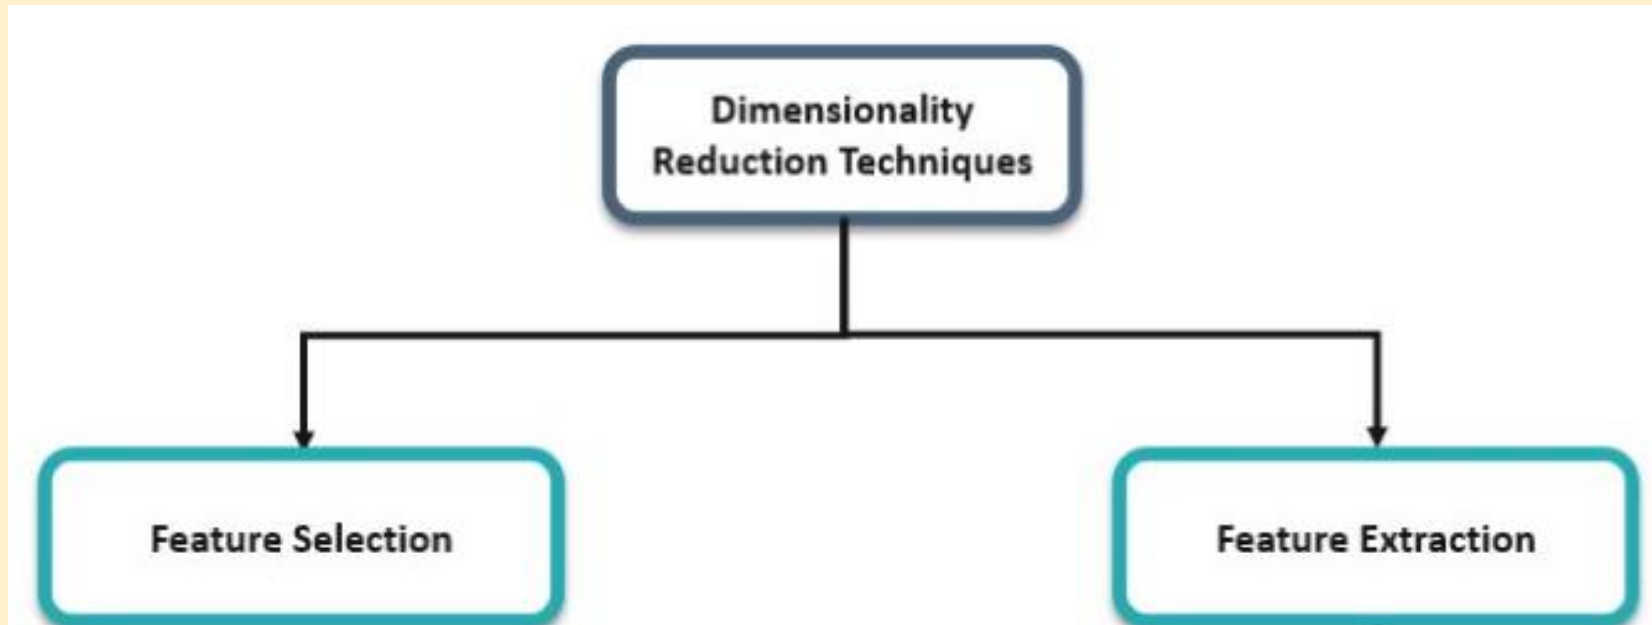 Dimensionality
Reduction Techniques
Feature Selection
Feature Extraction